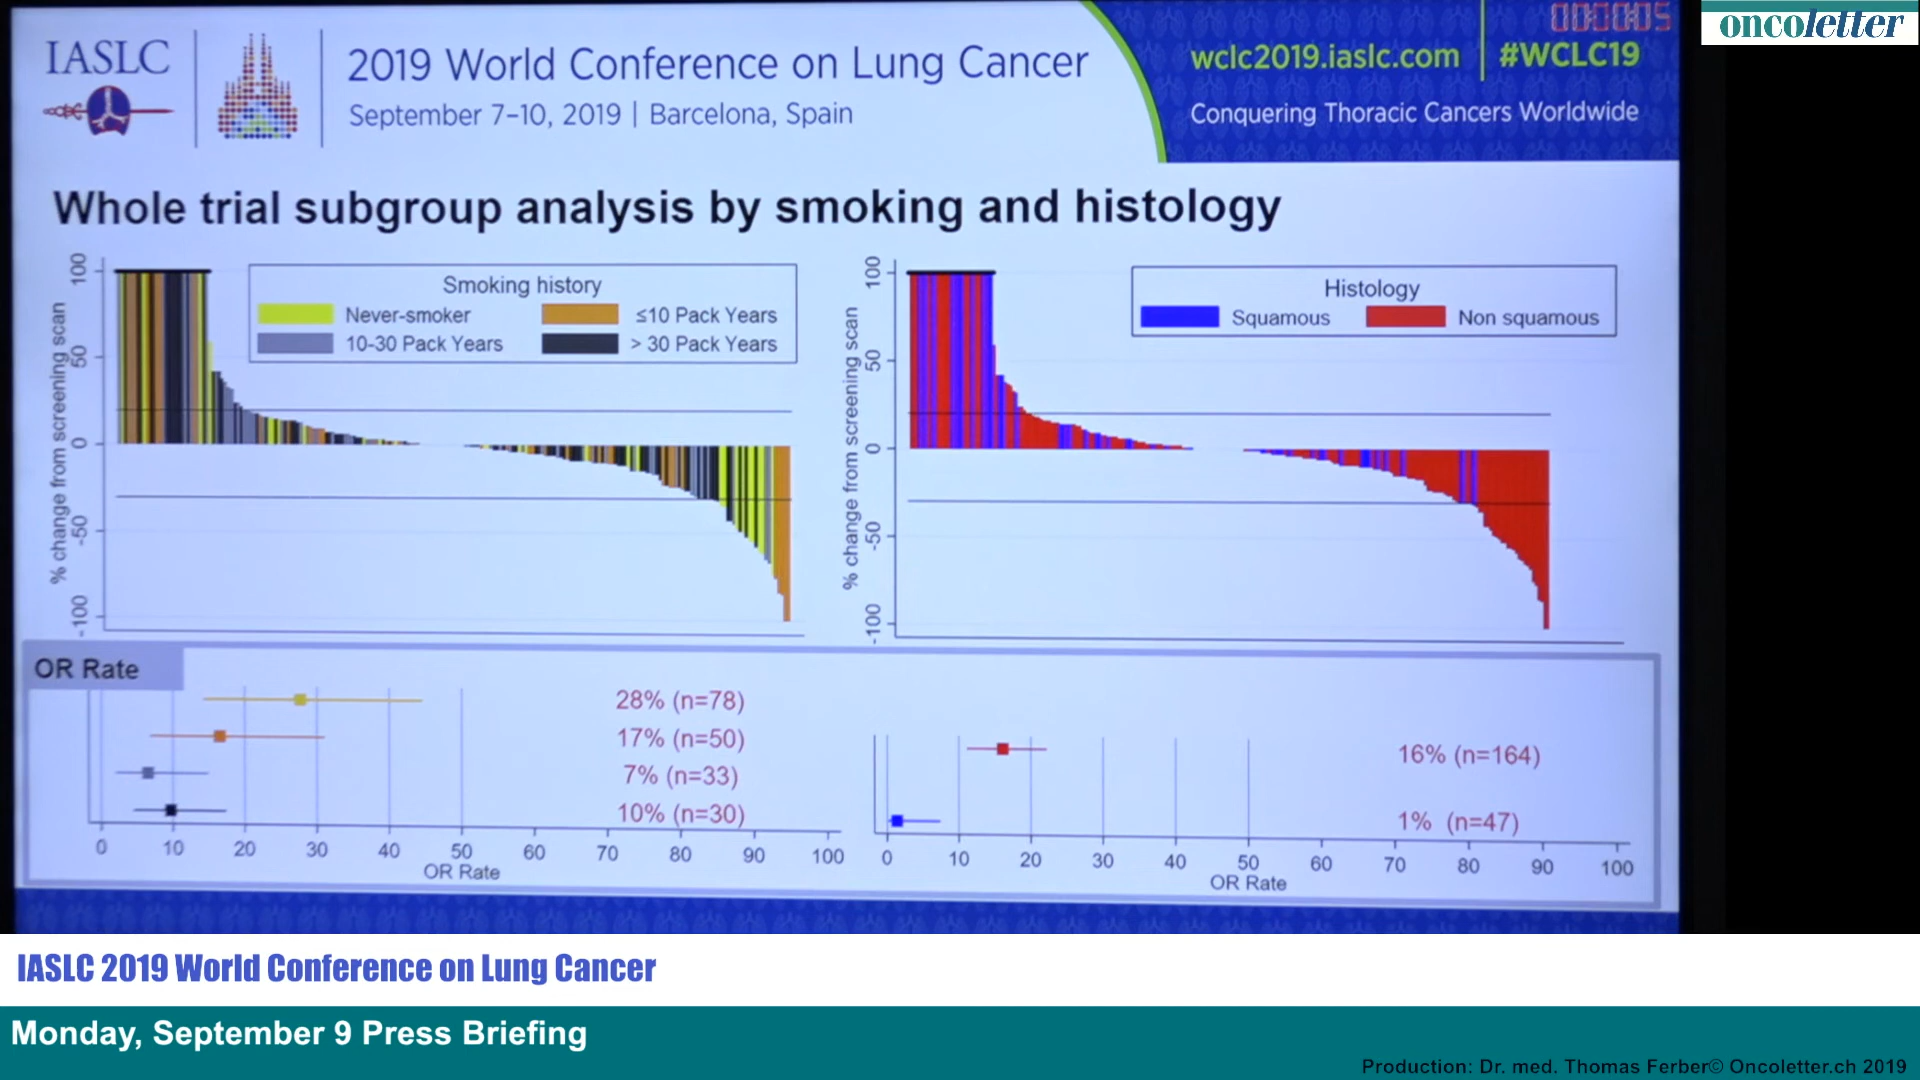 IASLC
2019 World Conference on Lung Cancer
September 7–10, 2019 | Barcelona, Spain
wclc2019.iaslc.com
#WCLC19
Conquering Thoracic Cancers Worldwide
oncoletter
Whole trial subgroup analysis by smoking and histology
% change from screening scan
100
50
0
-50
-100
Smoking history
Never-smoker
≤10 Pack Years
10-30 Pack Years
> 30 Pack Years
% change from screening scan
100
50
0
-50
-100
Histology
Squamous
Non squamous
OR Rate
28% (n=78)
17% (n=50)
7% (n=33)
10% (n=30)
0 10 20 30 40 50 60 70 80 90 100
OR Rate
16% (n=164)
1% (n=47)
0 10 20 30 40 50 60 70 80 90 100
OR Rate
IASLC 2019 World Conference on Lung Cancer
Monday, September 9 Press Briefing
Production: Dr. med. Thomas Ferber© Oncoletter.ch 2019